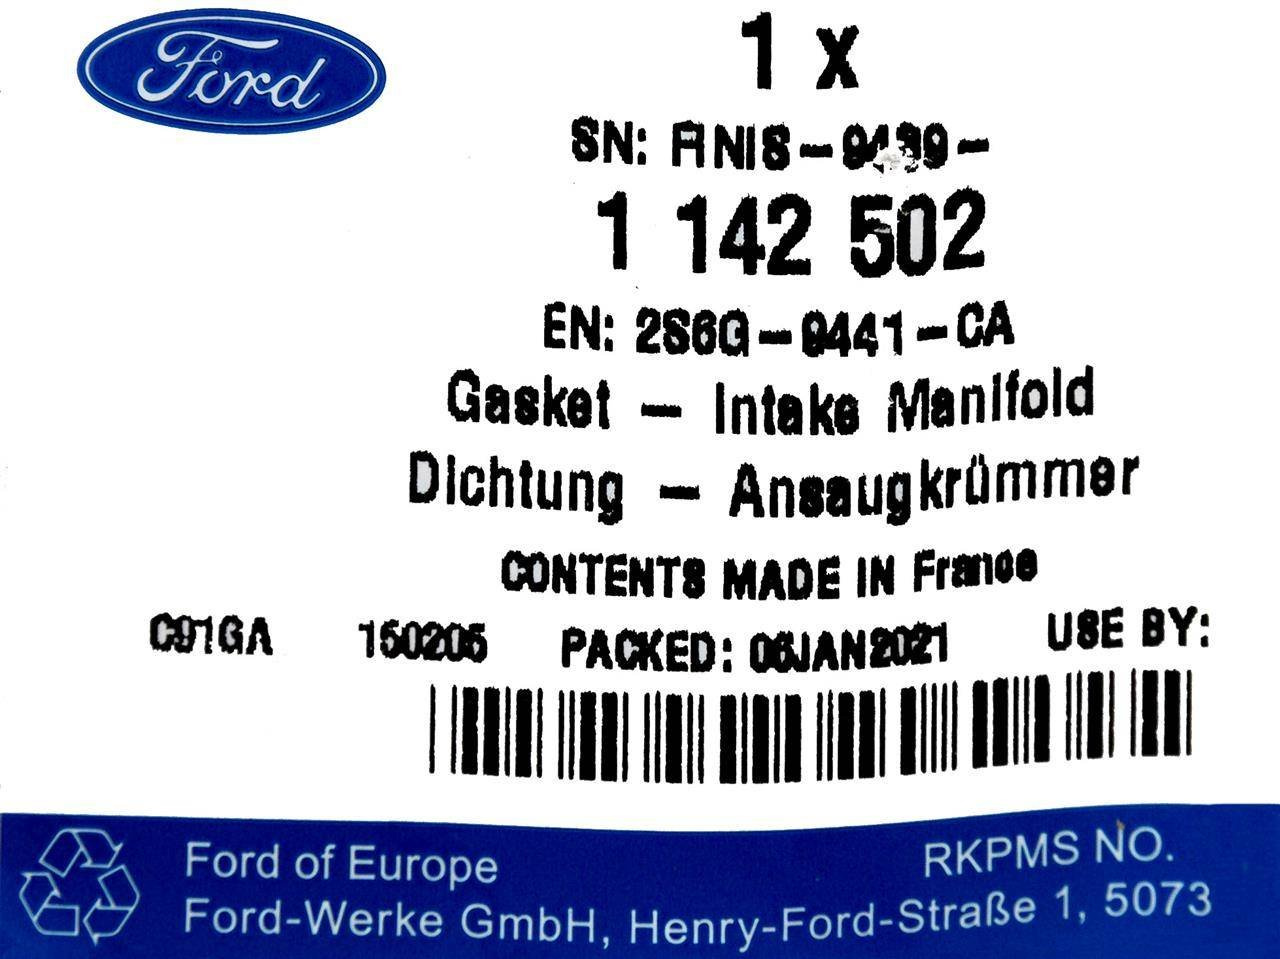 Ford
1 x
SN: FINIS-9439-
1 142 502
EN: 2S6G-9441-CA
Gasket - Intake Manifold
Dichtung - Ansaugkrümmer
CONTENTS MADE IN France
C91GA 150205 PACKED: 06JAN2021 USE BY:
Ford of Europe RKPMS NO.
Ford-Werke GmbH, Henry-Ford-Straße 1, 5073